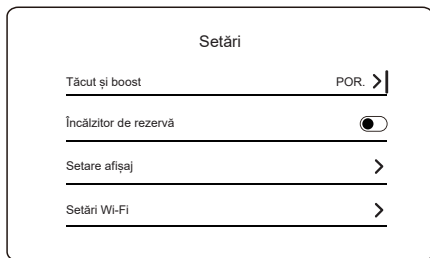 Setări
Tăcut și boost POR.
Încălzitor de rezervă
Setare afișaj
Setări Wi-Fi